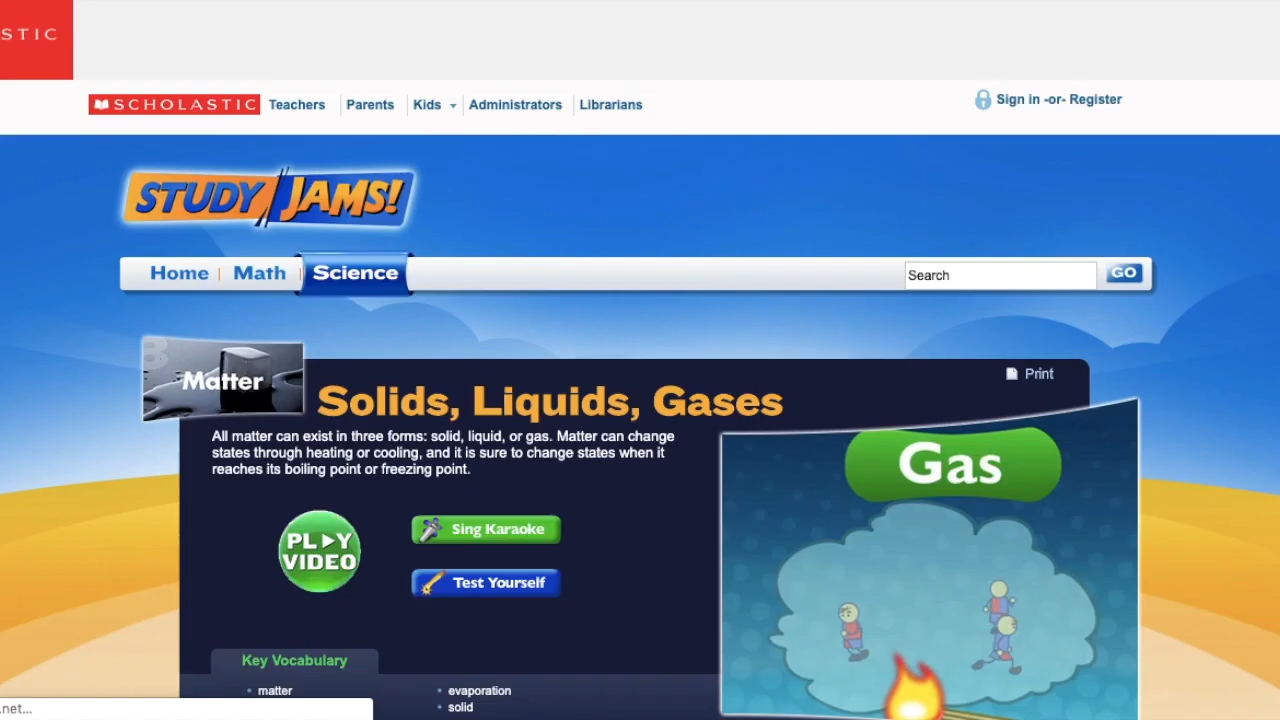 STIC
SCHOLASTIC Teachers Parents Kids Administrators Librarians
Sign in -or- Register
STUDY JAMS!
Home Math Science
Search GO
Matter
Print
Solids, Liquids, Gases
All matter can exist in three forms: solid, liquid, or gas. Matter can change
states through heating or cooling, and it is sure to change states when it
reaches its boiling point or freezing point.
Gas
PLAY
VIDEO
Sing Karaoke
Test Yourself
Key Vocabulary
matter
evaporation
solid
.net...